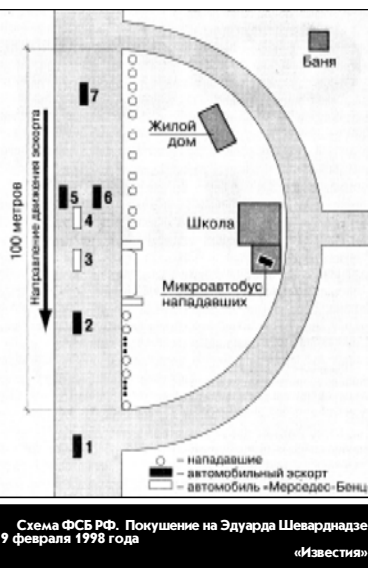 Баня
7
Жилой
дом
100 метров
Направление движения эскорта
5
6
4
Школа
3
Микроавтобус
нападавших
2
1
– нападавшие
– автомобильный эскорт
– автомобиль «Мерседес-Бенц
Схема ФСБ РФ. Покушение на Эдуарда Шеварднадзе
9 февраля 1998 года
«Известия»